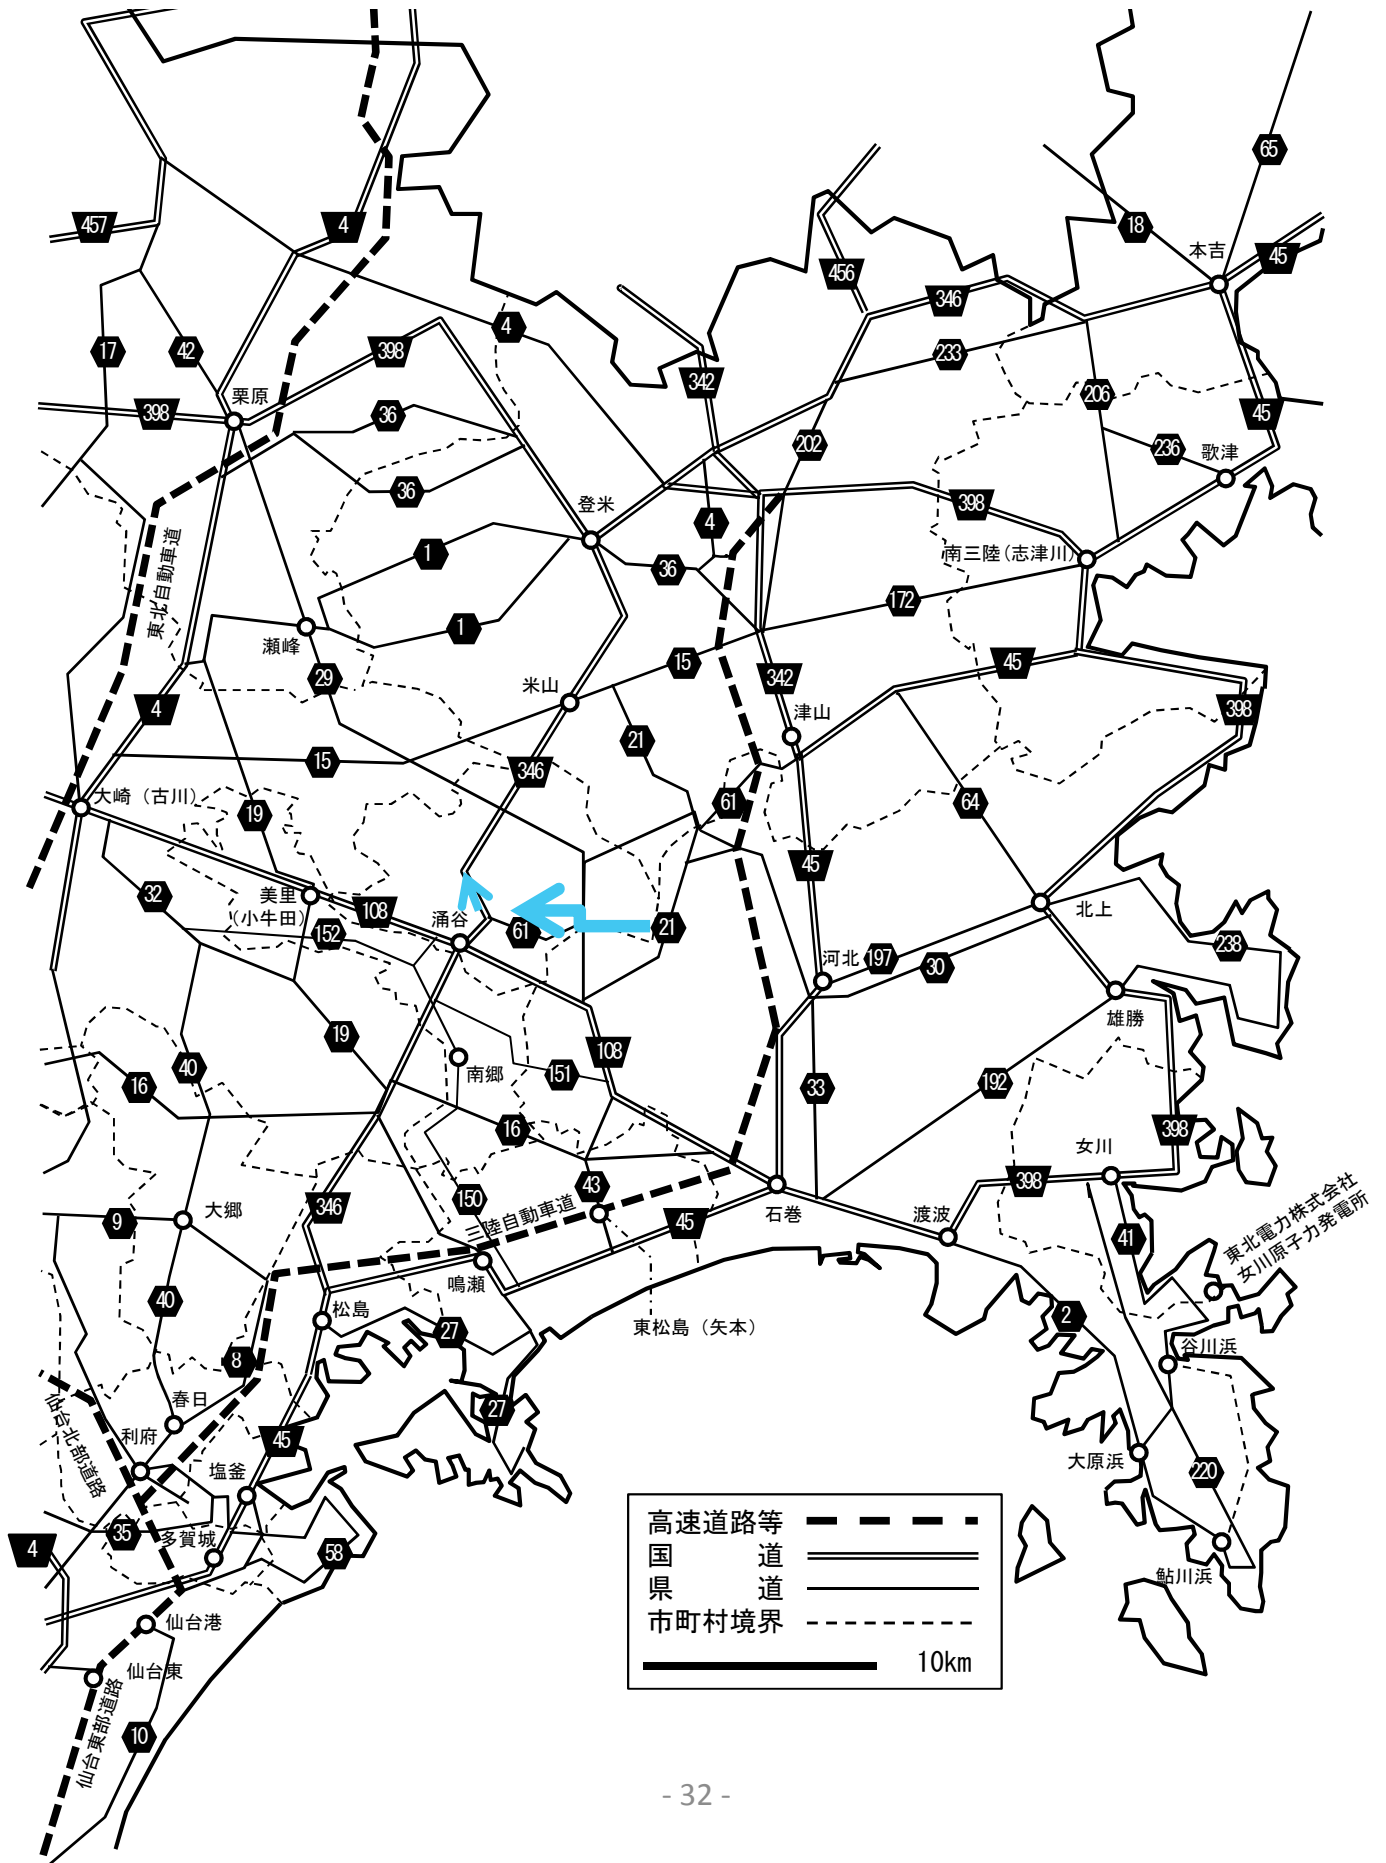 65
18
457
4
本吉
45
456
346
4
17
42
398
233
342
栗原
206
398
36
45
202
236
歌津
36
登米
398
4
1
南三陸(志津川)
36
東北自動車道
172
1
瀬峰
15
45
29
342
米山
4
398
津山
21
15
346
大崎(古川)
61
64
19
45
32
美里
(小牛田)
108
北上
涌谷
21
152
61
238
河北
197
30
雄勝
19
108
40
南郷
151
16
33
192
16
398
女川
398
43
150
346
三陸自動車道
45
石巻
渡波
大郷
9
41
東北電力株式会社
女川原子力発電所
鳴瀬
40
松島
2
27
東松島(矢本)
谷川浜
8
春日
27
仙台北部道路
利府
45
大原浜
塩釜
220
35
多賀城
4
58
鮎川浜
仙台港
仙台東
仙台東部道路
10
高速道路等
国道
県道
市町村境界
10km
- 32 -